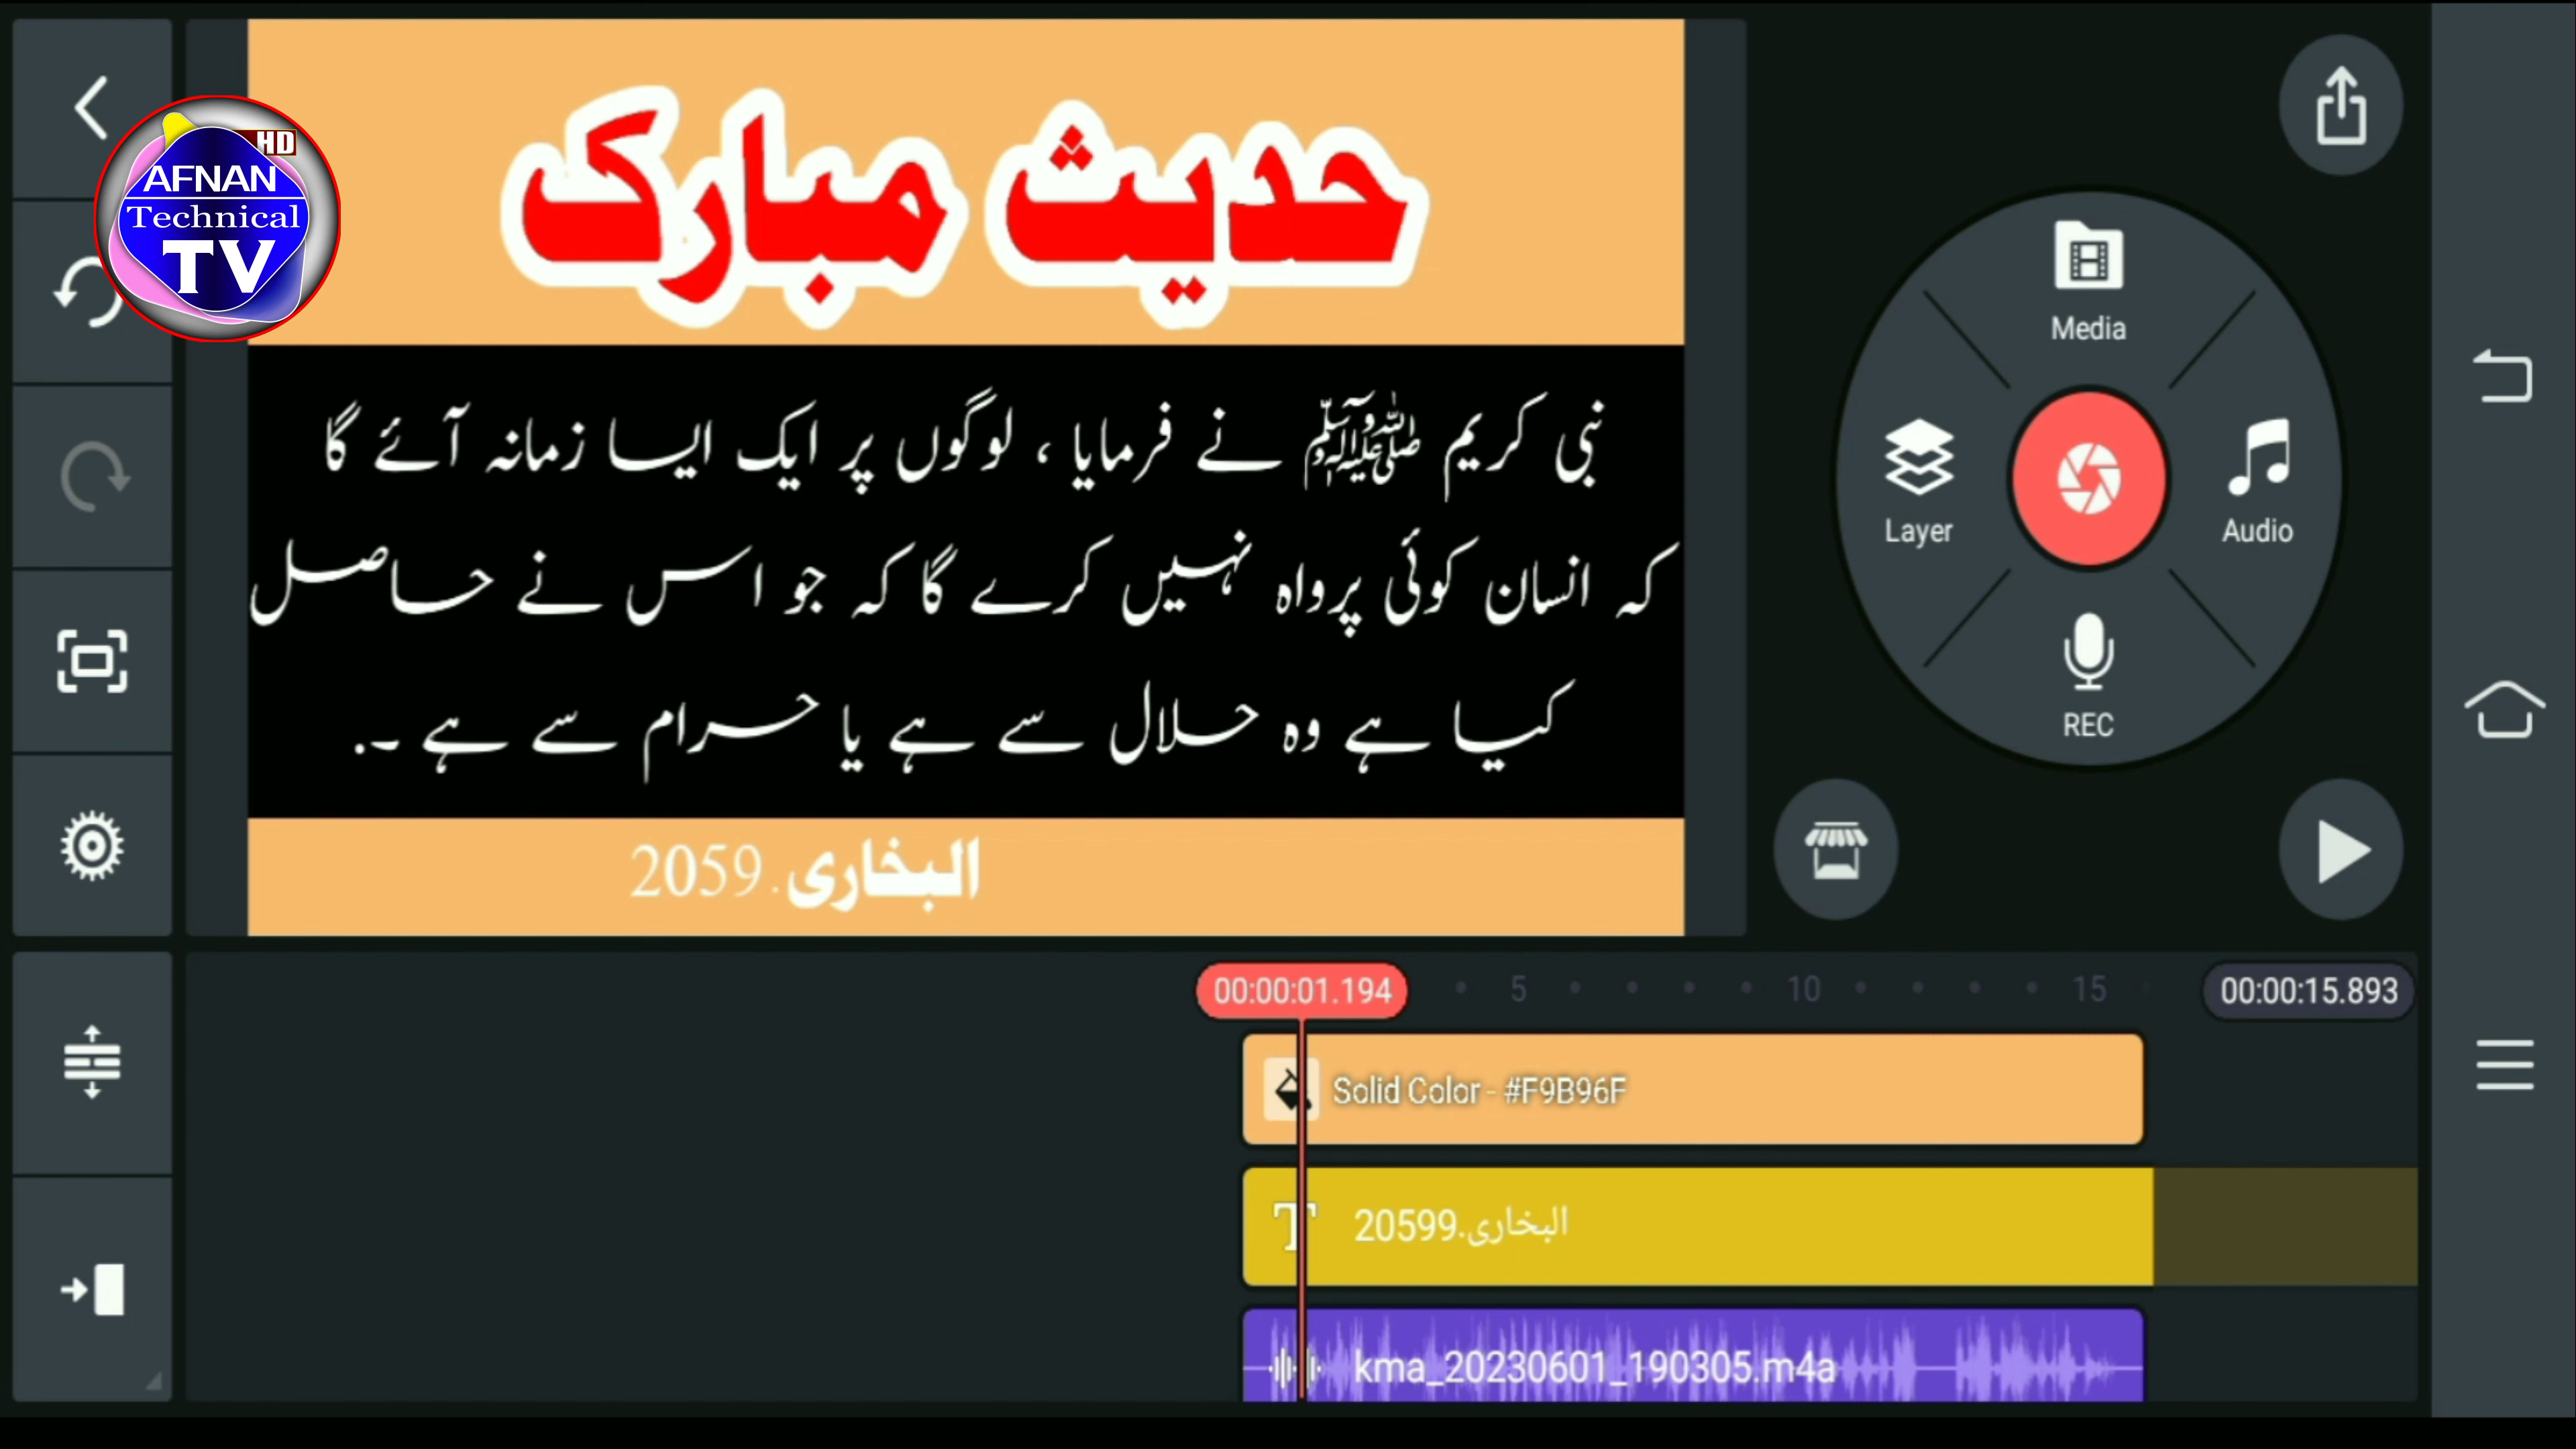 HD
AFNAN
Technical
TV
حدیث مبارک
نبی کریم ﷺ نے فرمایا ، لوگوں پر ایک ایسا زمانہ آئے گا
کہ انسان کوئی پرواہ نہیں کرے گا کہ جو اس نے حاصل
کیا ہے وہ حلال سے ہے یا حرام سے ہے ۔.
البخاری.2059
Media
Layer
Audio
REC
00:00:01.194
5
10
15
00:00:15.893
Solid Color - #F9B96F
البخاری.20599
kma_20230601_190305.m4a